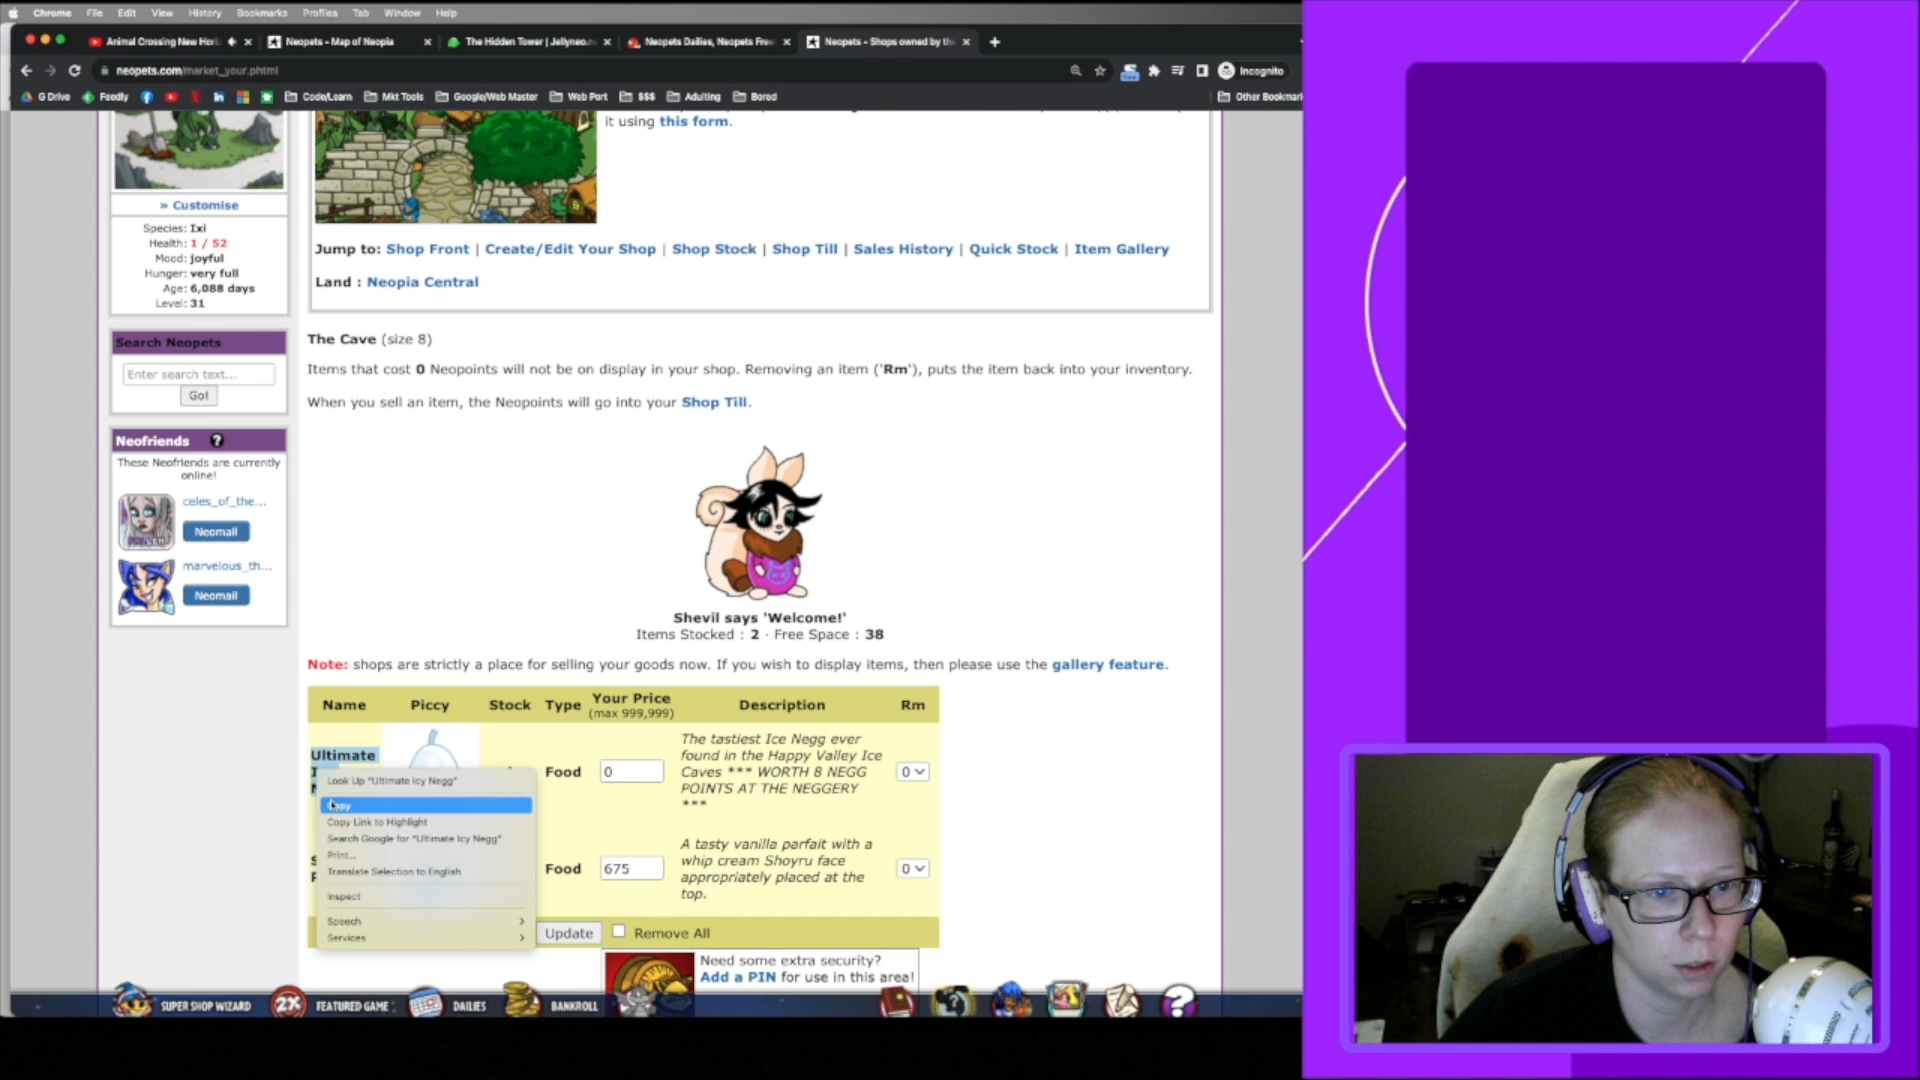 Chrome File Edit View History Bookmarks Profiles Tab Window Help
Animal Crossing New Hori
Neopets - Map of Neopia
The Hidden Tower | Jellyneo.n
Neopets Dailies, Neopets Free
Neopets - Shops owned by th
neopets.com/market_your.phtml
Incognito
G Drive Feedly Code/Learn Mkt Tools Google/Web Master Web Port $$$ Adulting Bored Other Bookmar
it using this form.
» Customise
Species: Ixi
Health: 1 / 52
Mood: joyful
Hunger: very full
Age: 6,088 days
Level: 31
Jump to: Shop Front | Create/Edit Your Shop | Shop Stock | Shop Till | Sales History | Quick Stock | Item Gallery
Land : Neopia Central
Search Neopets
Enter search text...
Go!
Neofriends ?
These Neofriends are currently
online!
celes_of_the...
Neomail
marvelous_th...
Neomail
The Cave (size 8)
Items that cost 0 Neopoints will not be on display in your shop. Removing an item ('Rm'), puts the item back into your inventory.
When you sell an item, the Neopoints will go into your Shop Till.
Shevil says 'Welcome!'
Items Stocked : 2 · Free Space : 38
Note: shops are strictly a place for selling your goods now. If you wish to display items, then please use the gallery feature.
Name Piccy Stock Type Your Price Description Rm
(max 999,999)
Ultimate
Food 0
The tastiest Ice Negg ever
found in the Happy Valley Ice
Caves *** WORTH 8 NEGG
POINTS AT THE NEGGERY
***
0
Look Up "Ultimate Icy Negg"
Copy
Copy Link to Highlight
Search Google for "Ultimate Icy Negg"
Print...
Translate Selection to English
Inspect
Speech
Services
Food 675
A tasty vanilla parfait with a
whip cream Shoyru face
appropriately placed at the
top.
0
Update Remove All
Need some extra security?
Add a PIN for use in this area!
SUPER SHOP WIZARD 2X FEATURED GAME DAILIES BANKROLL ?